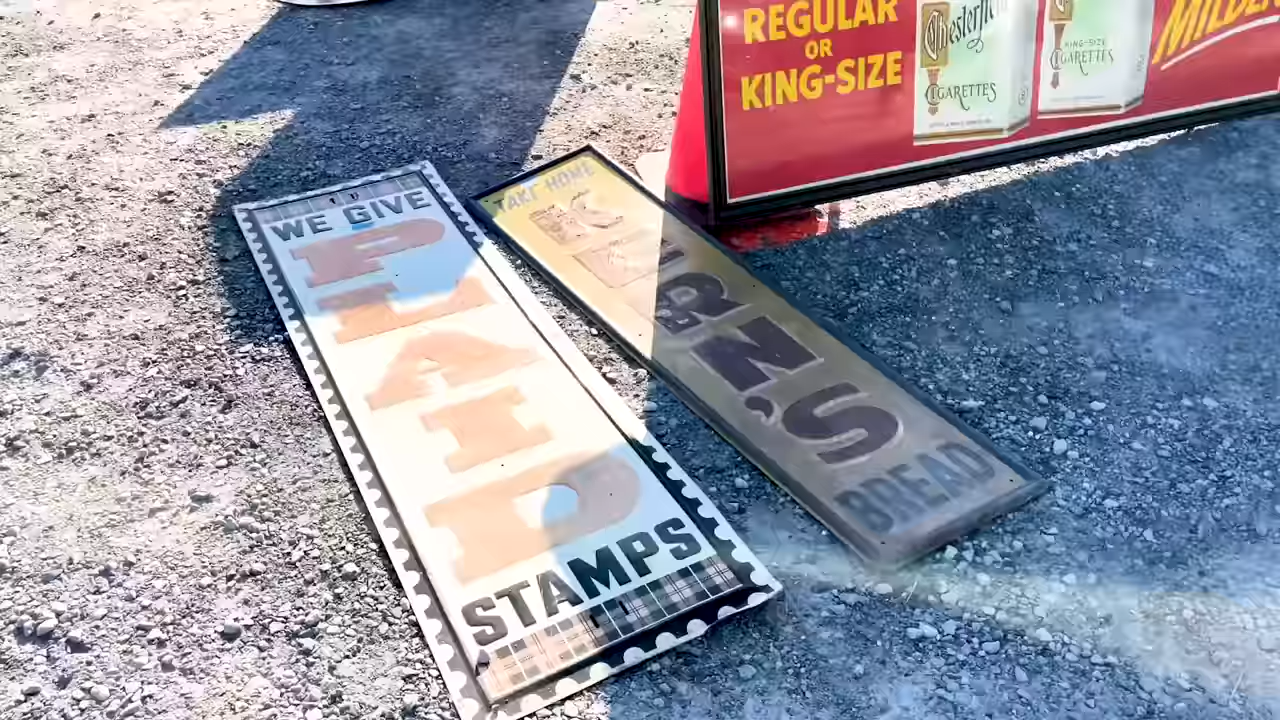 WE GIVE
PLAID
STAMPS
TAKE HOME
BREAD
REGULAR
OR
KING-SIZE
Chesterfield
CIGARETTES
KING-SIZE
CIGARETTES